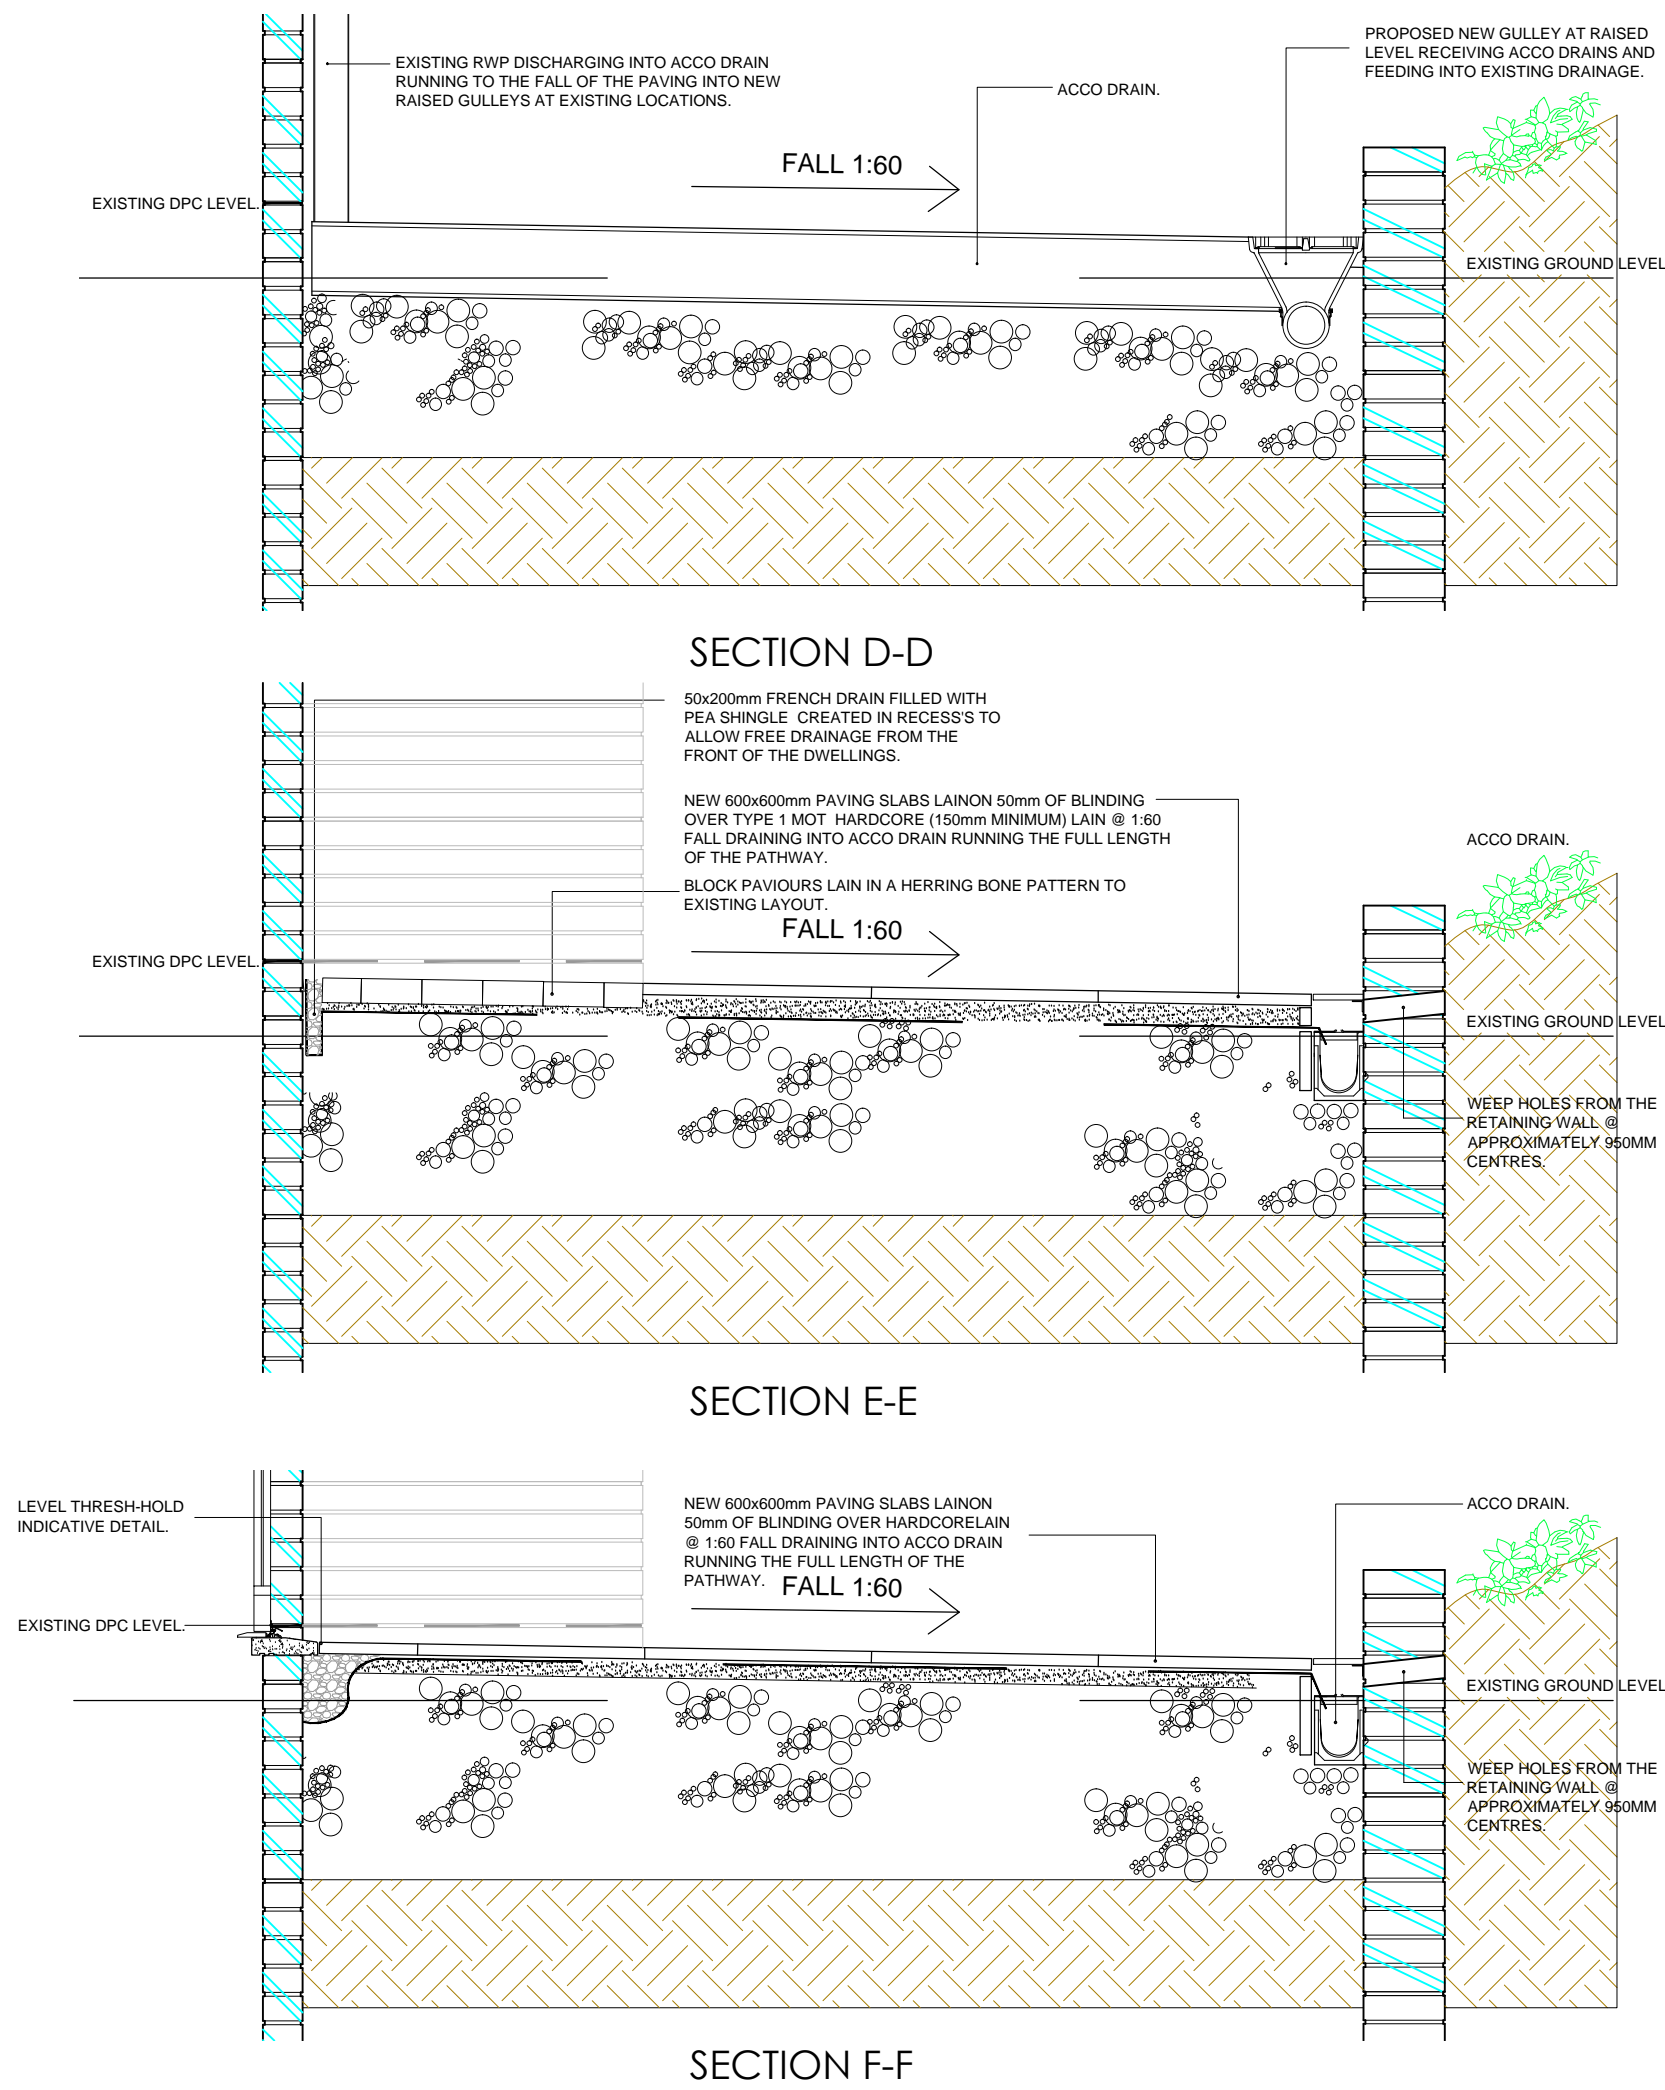 EXISTING RWP DISCHARGING INTO ACCO DRAIN
RUNNING TO THE FALL OF THE PAVING INTO NEW
RAISED GULLEYS AT EXISTING LOCATIONS.
PROPOSED NEW GULLEY AT RAISED
LEVEL RECEIVING ACCO DRAINS AND
FEEDING INTO EXISTING DRAINAGE.
ACCO DRAIN.
FALL 1:60
EXISTING DPC LEVEL.
EXISTING GROUND LEVEL
SECTION D-D
50x200mm FRENCH DRAIN FILLED WITH
PEA SHINGLE CREATED IN RECESS'S TO
ALLOW FREE DRAINAGE FROM THE
FRONT OF THE DWELLINGS.
NEW 600x600mm PAVING SLABS LAINON 50mm OF BLINDING
OVER TYPE 1 MOT HARDCORE (150mm MINIMUM) LAIN @ 1:60
FALL DRAINING INTO ACCO DRAIN RUNNING THE FULL LENGTH
OF THE PATHWAY.
ACCO DRAIN.
BLOCK PAVIOURS LAIN IN A HERRING BONE PATTERN TO
EXISTING LAYOUT.
FALL 1:60
EXISTING DPC LEVEL.
EXISTING GROUND LEVEL
WEEP HOLES FROM THE
RETAINING WALL @
APPROXIMATELY 950MM
CENTRES.
SECTION E-E
LEVEL THRESH-HOLD
INDICATIVE DETAIL.
NEW 600x600mm PAVING SLABS LAINON
50mm OF BLINDING OVER HARDCORELAIN
@ 1:60 FALL DRAINING INTO ACCO DRAIN
RUNNING THE FULL LENGTH OF THE
PATHWAY.
ACCO DRAIN.
FALL 1:60
EXISTING DPC LEVEL.
EXISTING GROUND LEVEL
WEEP HOLES FROM THE
RETAINING WALL @
APPROXIMATELY 950MM
CENTRES.
SECTION F-F